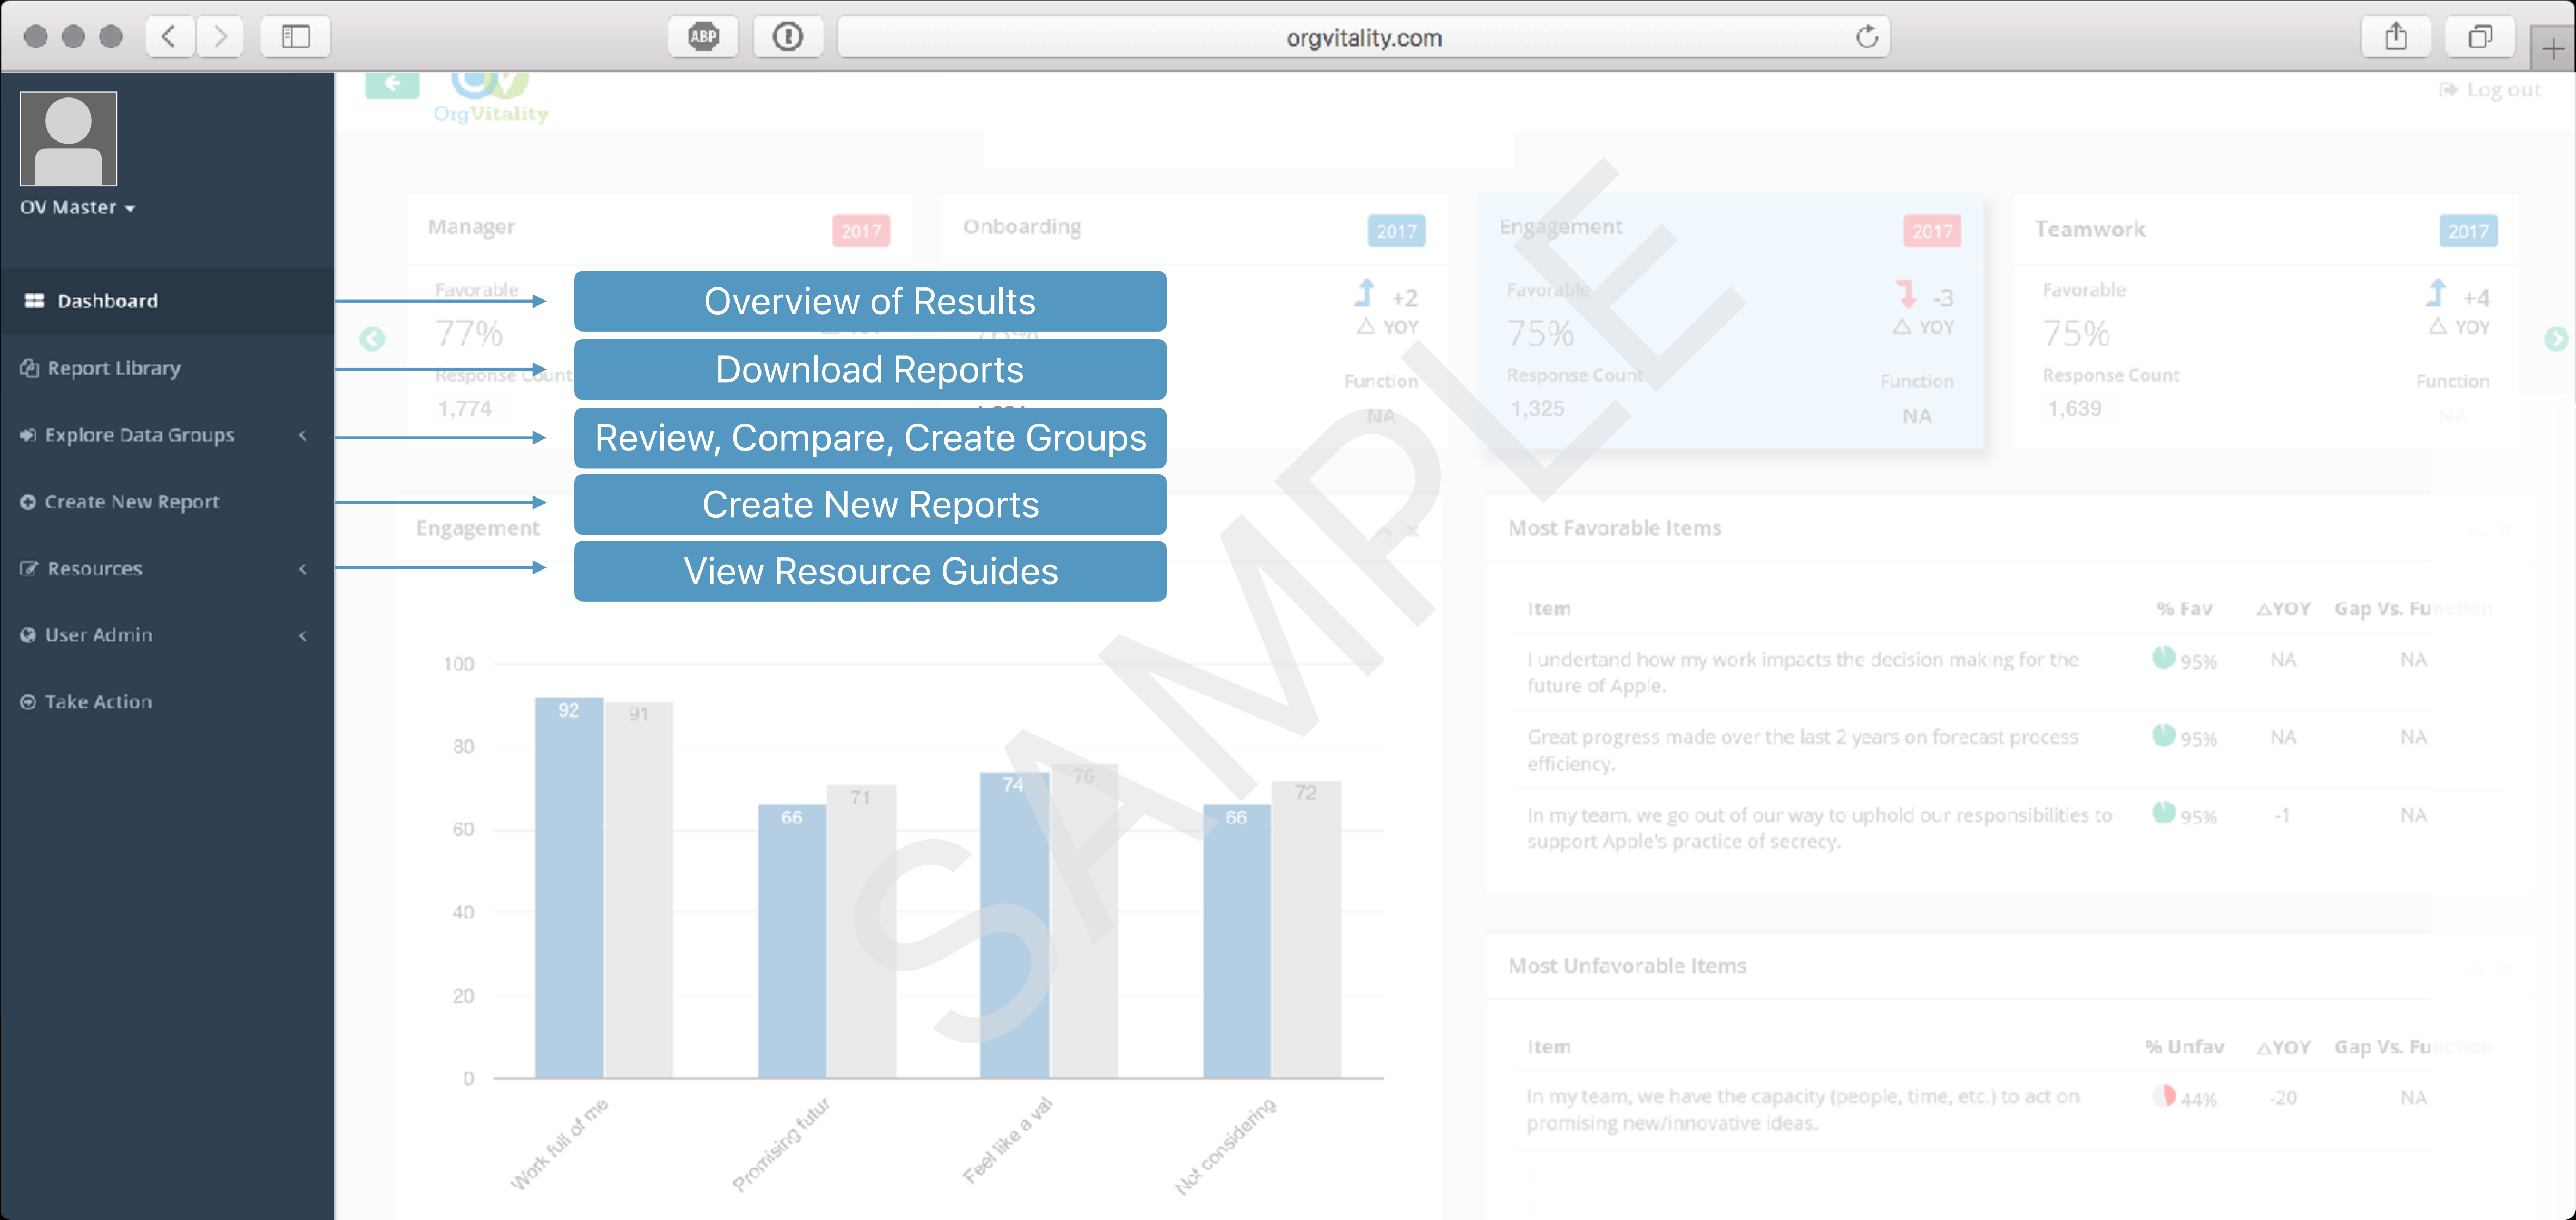 ABP
orgvitality.com
OrgVitality
Log out
OV Master
Dashboard
Report Library
Explore Data Groups
Create New Report
Resources
User Admin
Take Action
Overview of Results
Download Reports
Review, Compare, Create Groups
Create New Reports
View Resource Guides
Manager 2017
Favorable
77%
Response Count
1,774
Onboarding 2017
+2
△ YOY
Function
NA
Engagement 2017
Favorable -3
75% △ YOY
Response Count Function
1,325 NA
Teamwork 2017
Favorable +4
75% △ YOY
Response Count Function
1,639 NA
Engagement
100
80
60
40
20
0
92 91
66 71
74 76
66 72
Work full of me
Promising futur
Feel like a val
Not considering
Most Favorable Items
Item % Fav △YOY Gap Vs. Function
I undertand how my work impacts the decision making for the
future of Apple.
95% NA NA
Great progress made over the last 2 years on forecast process
efficiency.
95% NA NA
In my team, we go out of our way to uphold our responsibilities to
support Apple's practice of secrecy.
95% -1 NA
Most Unfavorable Items
Item % Unfav △YOY Gap Vs. Function
In my team, we have the capacity (people, time, etc.) to act on
promising new/innovative ideas.
44% -20 NA
SAMPLE